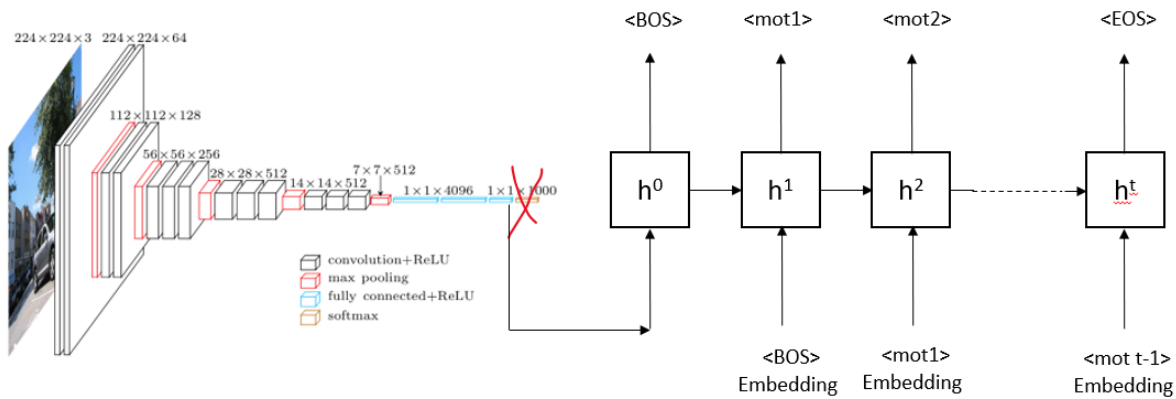 <BOS>
<mot1>
<mot2>
<EOS>
224×224×3
224×224×64
112×112×128
56×56×256
28×28×512
14×14×512
7×7×512
1×1×4096
1×1×1000
h⁰
h¹
h²
hᵗ
convolution+ReLU
max pooling
fully connected+ReLU
softmax
<BOS>
Embedding
<mot1>
Embedding
<mot t-1>
Embedding